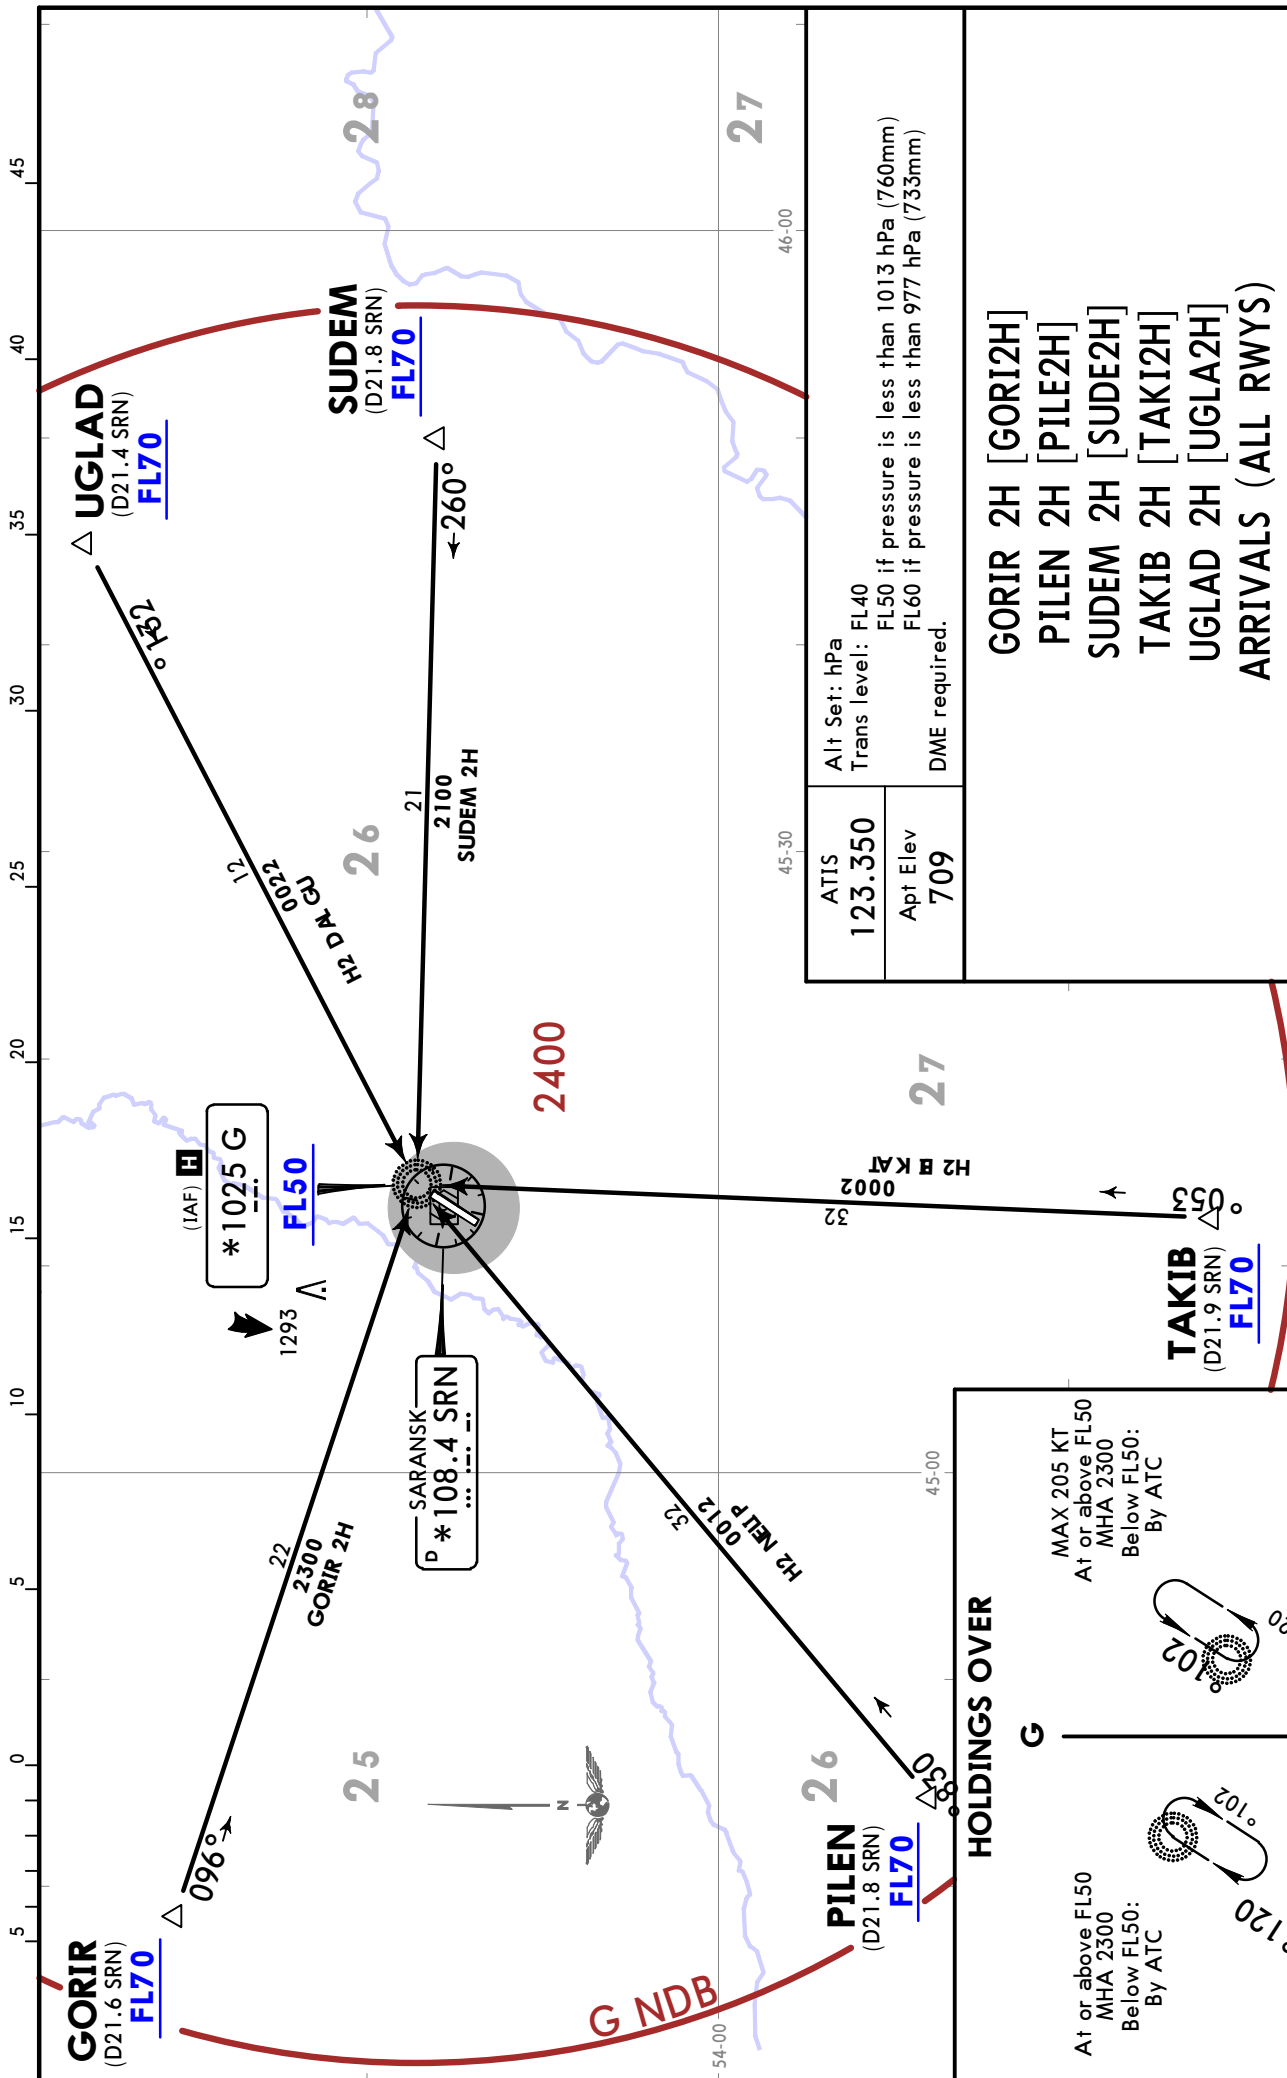 5
0
5
10
15
20
25
30
35
40
45
GORIR
(D21.6 SRN)
FL70
096°
22
2300
GORIR 2H
UGLAD
(D21.4 SRN)
FL70
12
0022
SUDEM
(D21.8 SRN)
FL70
260°
21
2100
SUDEM 2H
(IAF) H
*1025 G
FL50
1293
D
SARANSK
*108.4 SRN
2400
28
27
26
25
27
26
PILEN
(D21.8 SRN)
FL70
°830
32
0012
TAKIB
(D21.9 SRN)
FL70
°053
32
0002
G NDB
N
54-00
45-00
45-30
46-00
ATIS
123.350
Apt Elev
709
Alt Set: hPa
Trans level: FL40
FL50 if pressure is less than 1013 hPa (760mm)
FL60 if pressure is less than 977 hPa (733mm)
DME required.
GORIR 2H [GORI2H]
PILEN 2H [PILE2H]
SUDEM 2H [SUDE2H]
TAKIB 2H [TAKI2H]
UGLAD 2H [UGLA2H]
ARRIVALS (ALL RWYS)
HOLDINGS OVER
G
At or above FL50
MHA 2300
Below FL50:
By ATC
°102
°120
MAX 205 KT
At or above FL50
MHA 2300
Below FL50:
By ATC
°102